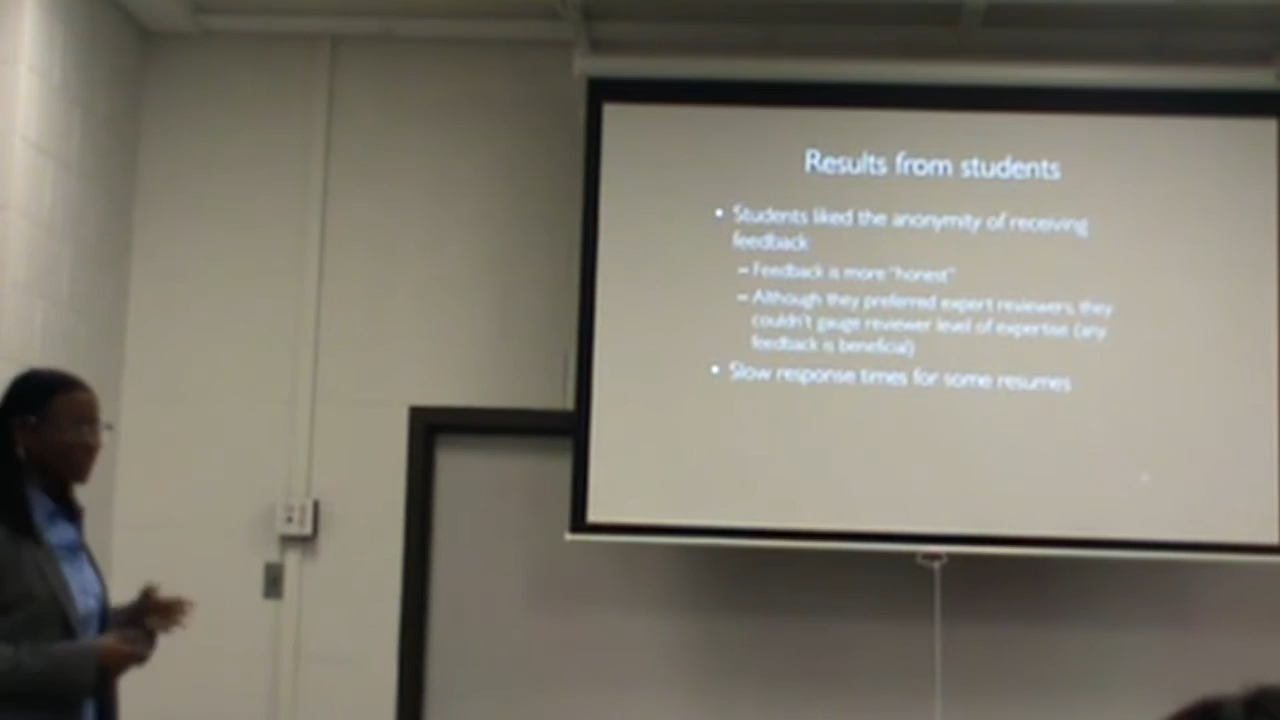 Results from students
• Students liked the anonymity of receiving
feedback
– Feedback is more "honest"
– Although they preferred expert reviewers, they
couldn't gauge reviewer level of expertise (any
feedback is beneficial)
• Slow response times for some resumes